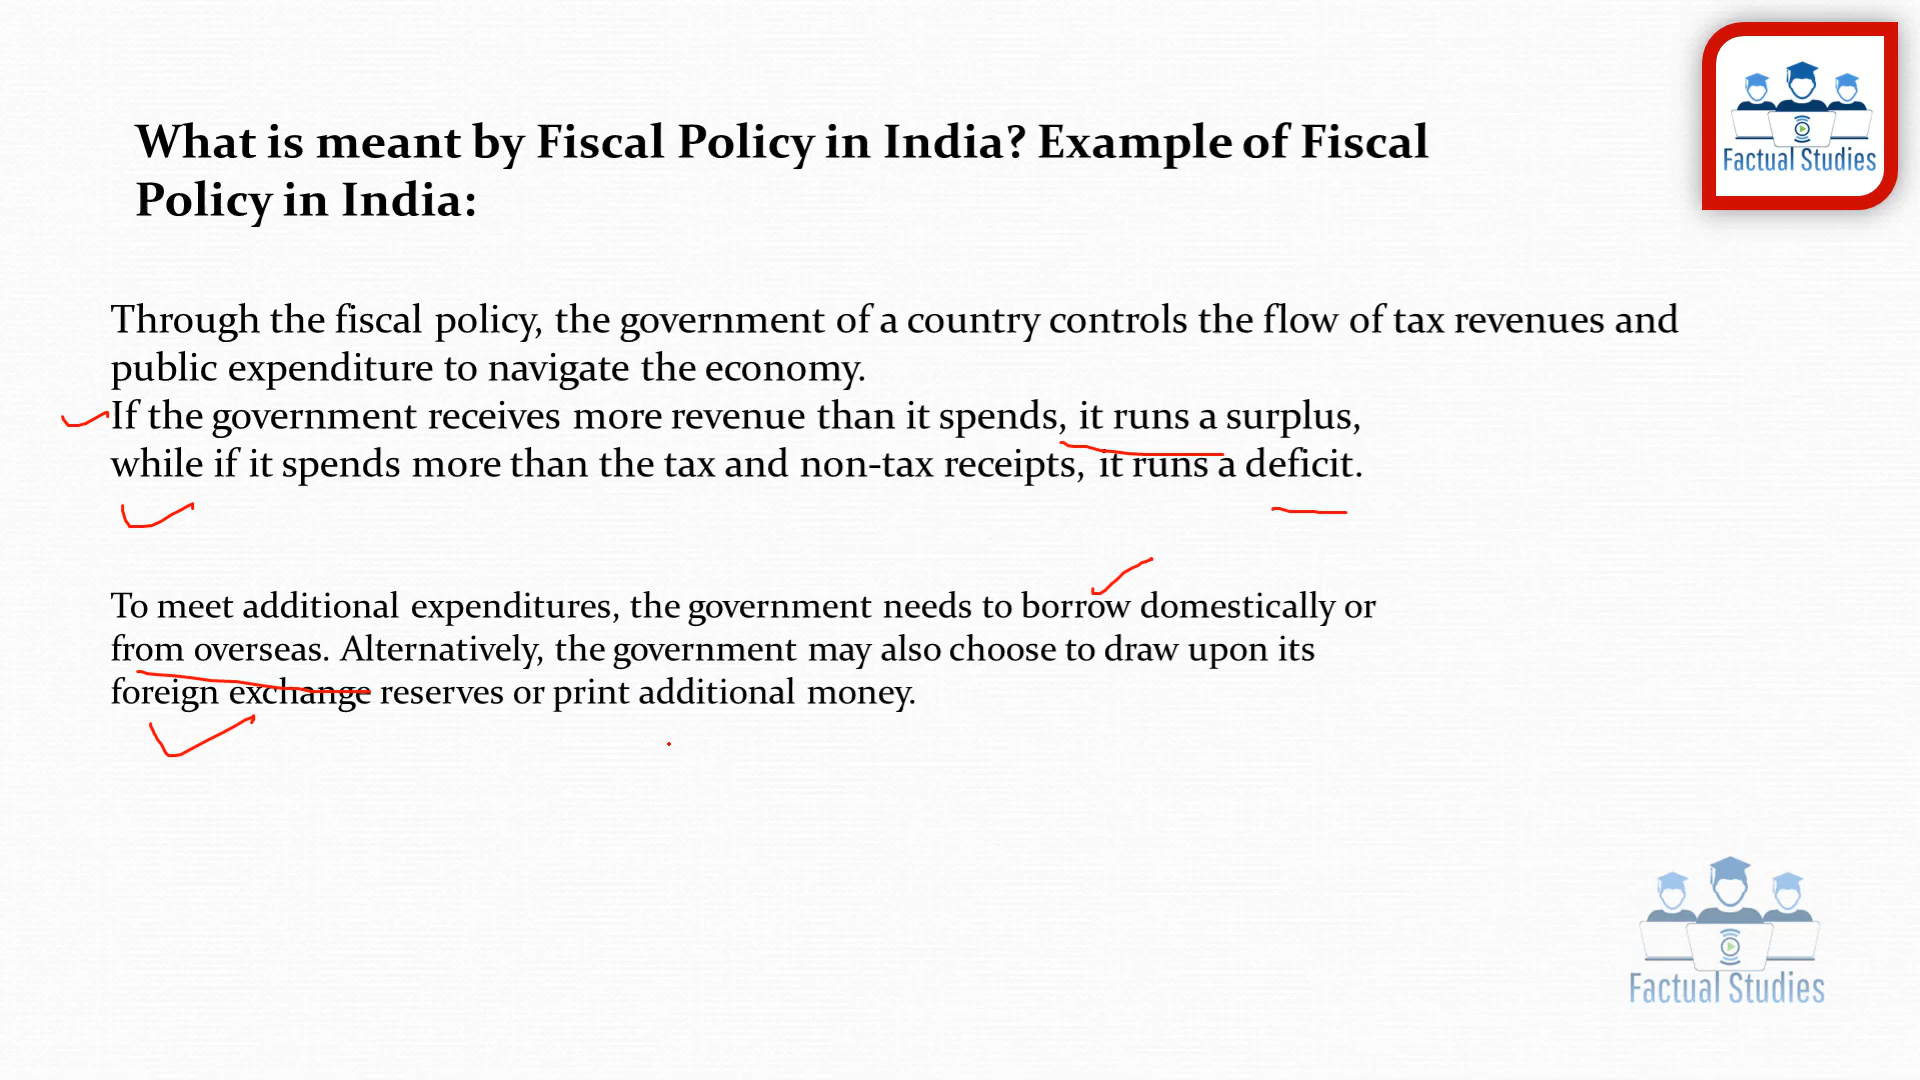 Factual Studies
What is meant by Fiscal Policy in India? Example of Fiscal
Policy in India:
Through the fiscal policy, the government of a country controls the flow of tax revenues and
public expenditure to navigate the economy.
If the government receives more revenue than it spends, it runs a surplus,
while if it spends more than the tax and non-tax receipts, it runs a deficit.
To meet additional expenditures, the government needs to borrow domestically or
from overseas. Alternatively, the government may also choose to draw upon its
foreign exchange reserves or print additional money.
Factual Studies